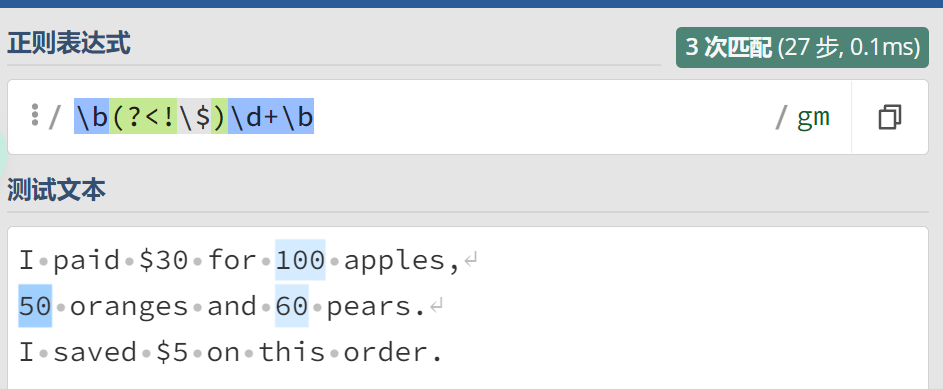 正则表达式
3 次匹配 (27 步, 0.1ms)
/ \b(?<!\$)\d+\b / gm
测试文本
I·paid·$30·for·100·apples,↵
50·oranges·and·60·pears.↵
I·saved·$5·on·this·order.